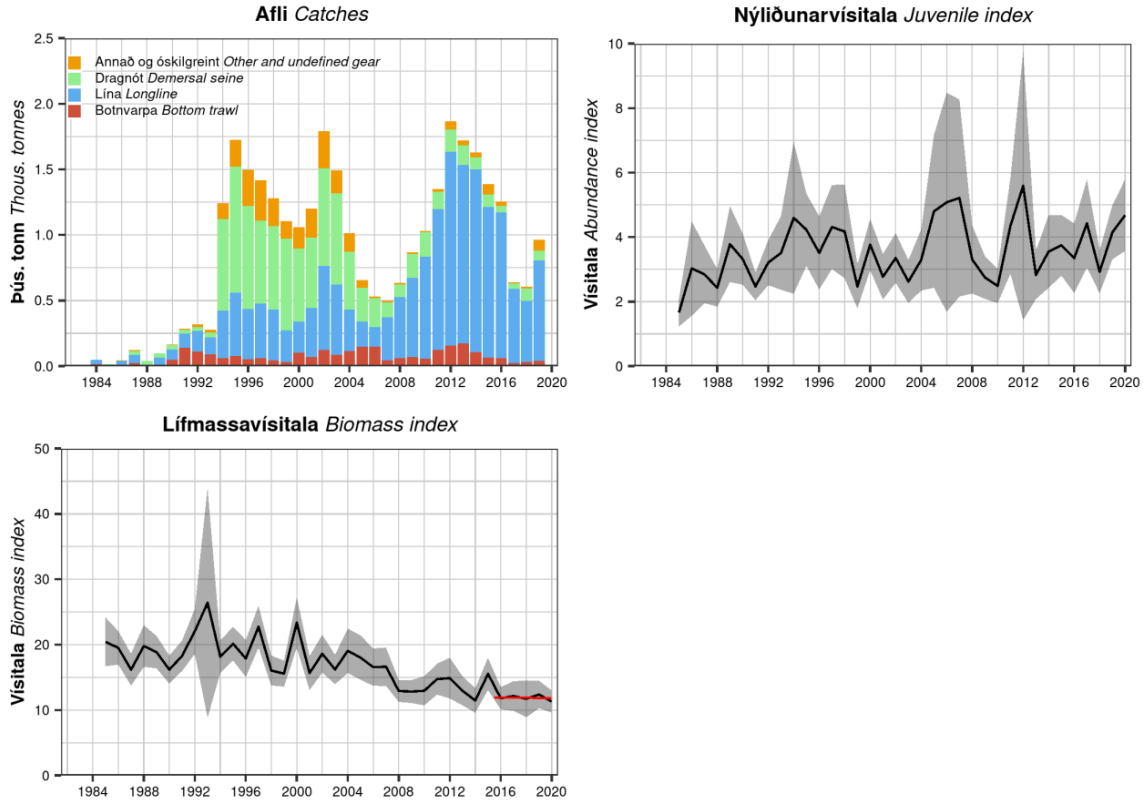 Afli Catches
Þús. tonn Thous. tonnes
2.5
2.0
1.5
1.0
0.5
0.0
Annað og óskilgreint Other and undefined gear
Dragnót Demersal seine
Lína Longline
Botnvarpa Bottom trawl
1984 1988 1992 1996 2000 2004 2008 2012 2016 2020
Nýliðunarvísitala Juvenile index
Vísitala Abundance index
10
8
6
4
2
0
1984 1988 1992 1996 2000 2004 2008 2012 2016 2020
Lífmassavísitala Biomass index
Vísitala Biomass index
50
40
30
20
10
0
1984 1988 1992 1996 2000 2004 2008 2012 2016 2020